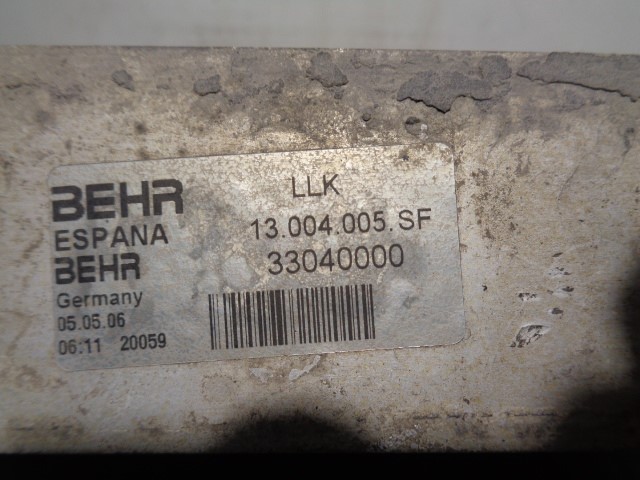 BEHR
LLK
ESPANA
13.004.005.SF
BEHR
33040000
Germany
05.05.06
06:11 20059